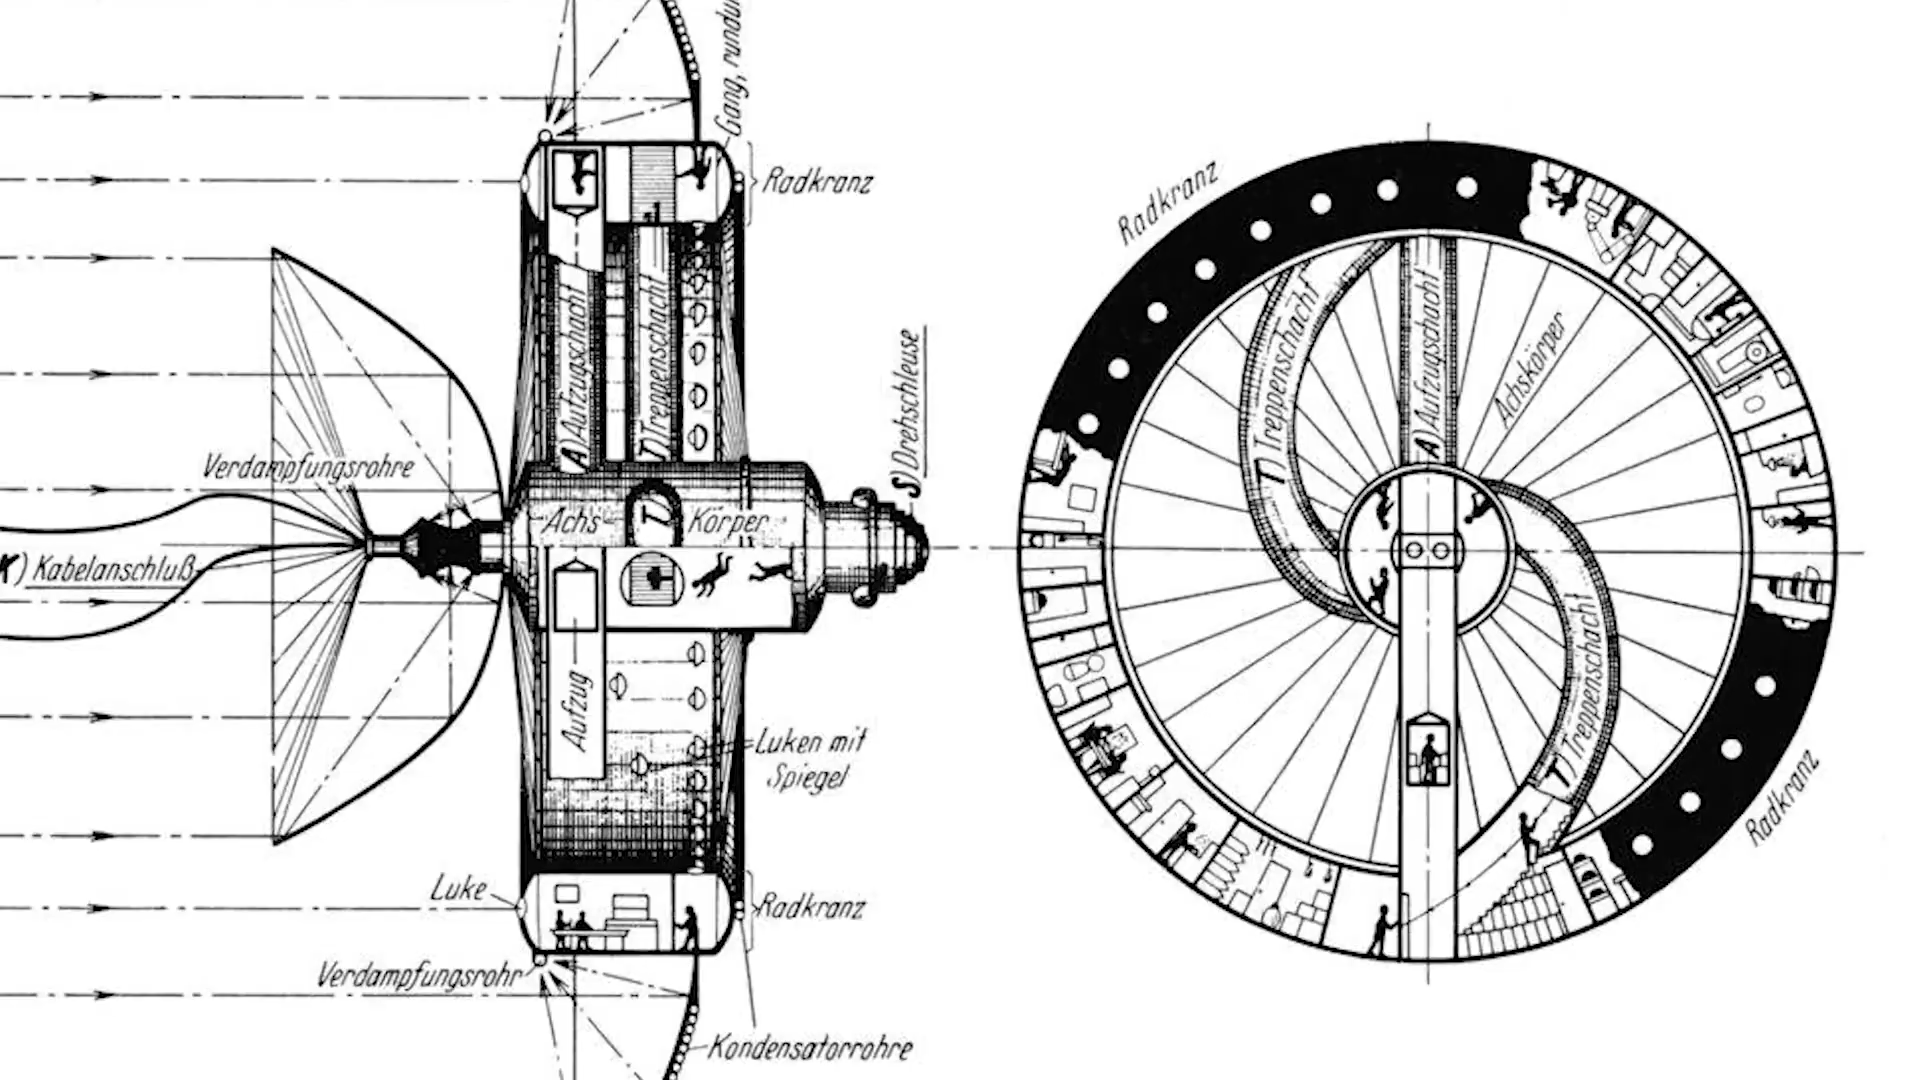 Gang, rundu
Radkranz
A) Aufzugschacht
T) Treppenschacht
S) Drehschleuse
Verdampfungsrohre
Achs
T)
Körper
K) Kabelanschluß
Aufzug
Luken mit
Spiegel
Luke
Radkranz
Verdampfungsrohr
Kondensatorrohre
Radkranz
T) Treppenschacht
A) Aufzugschacht
Achskörper
T) Treppenschacht
Radkranz